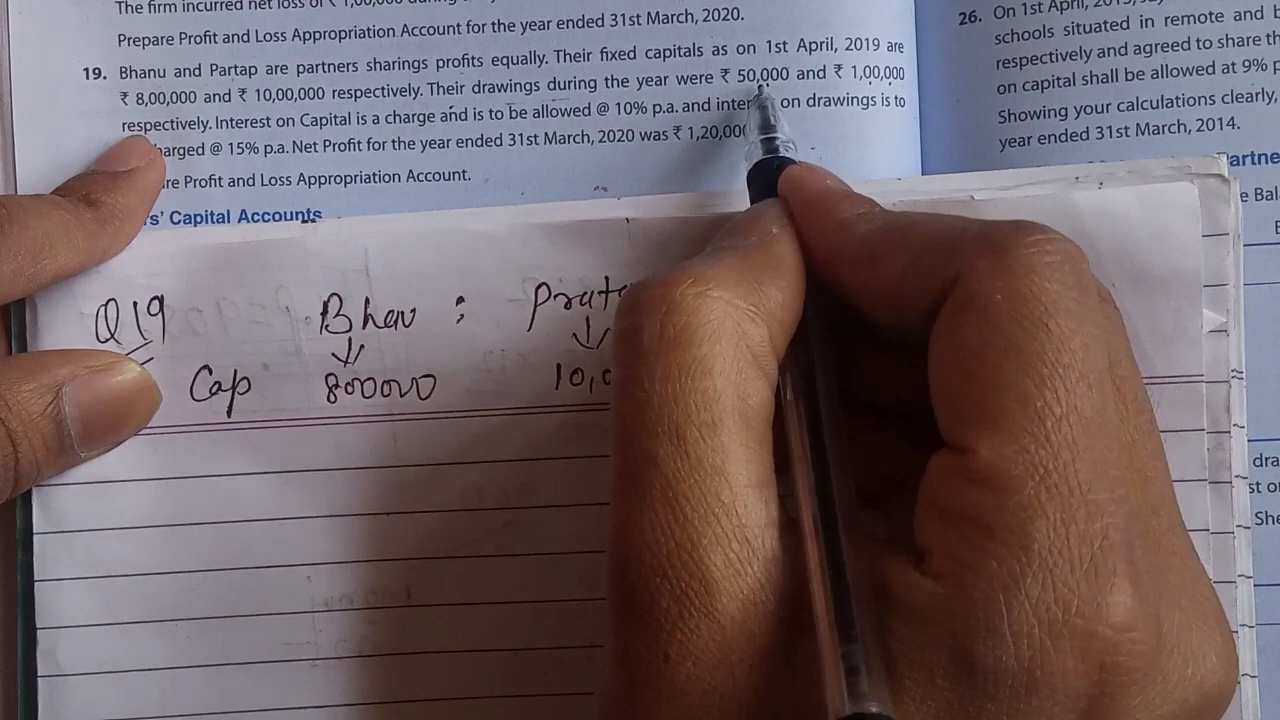 The firm incurred net loss of ₹ 1,00,000
Prepare Profit and Loss Appropriation Account for the year ended 31st March, 2020.
19. Bhanu and Partap are partners sharings profits equally. Their fixed capitals as on 1st April, 2019 are
₹ 8,00,000 and ₹ 10,00,000 respectively. Their drawings during the year were ₹ 50,000 and ₹ 1,00,000
respectively. Interest on Capital is a charge and is to be allowed @ 10% p.a. and inter on drawings is to
harged @ 15% p.a. Net Profit for the year ended 31st March, 2020 was ₹ 1,20,000
re Profit and Loss Appropriation Account.
rs' Capital Accounts
26. On 1st April,
schools situated in remote and b
respectively and agreed to share th
on capital shall be allowed at 9% p
Showing your calculations clearly,
year ended 31st March, 2014.
artne
e Bal
dra
st o
She
Q19 Bhau : Prata
Cap 800000 10,0